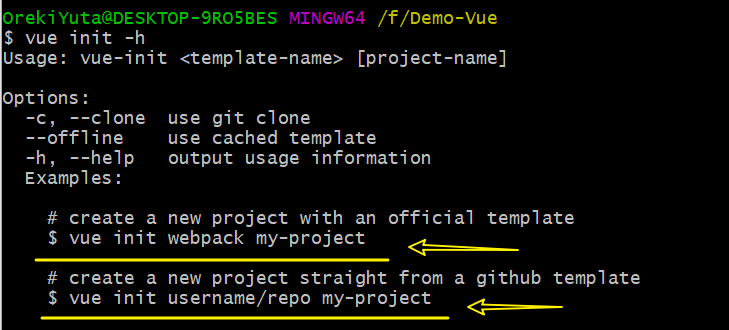 OrekiYuta@DESKTOP-9RO5BES MINGW64 /f/Demo-Vue
$ vue init -h
Usage: vue-init <template-name> [project-name]
Options:
-c, --clone use git clone
--offline use cached template
-h, --help output usage information
Examples:
# create a new project with an official template
$ vue init webpack my-project
# create a new project straight from a github template
$ vue init username/repo my-project